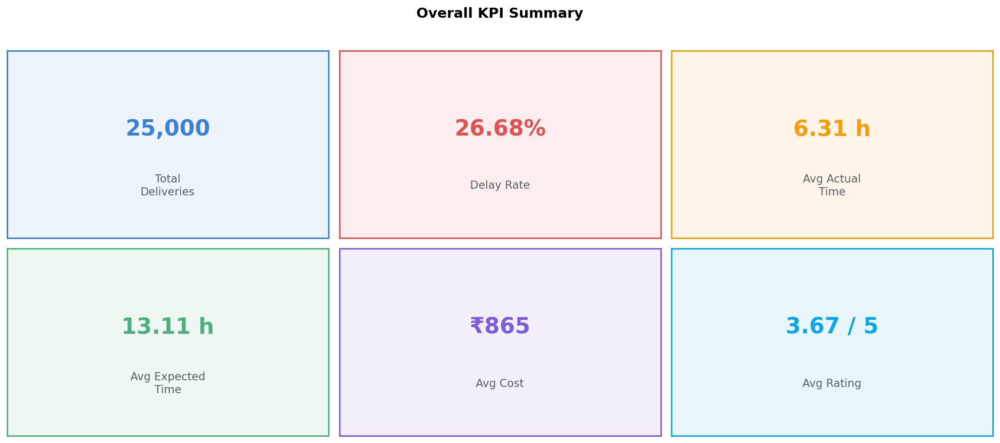 Overall KPI Summary
25,000
Total
Deliveries
26.68%
Delay Rate
6.31 h
Avg Actual
Time
13.11 h
Avg Expected
Time
₹865
Avg Cost
3.67 / 5
Avg Rating